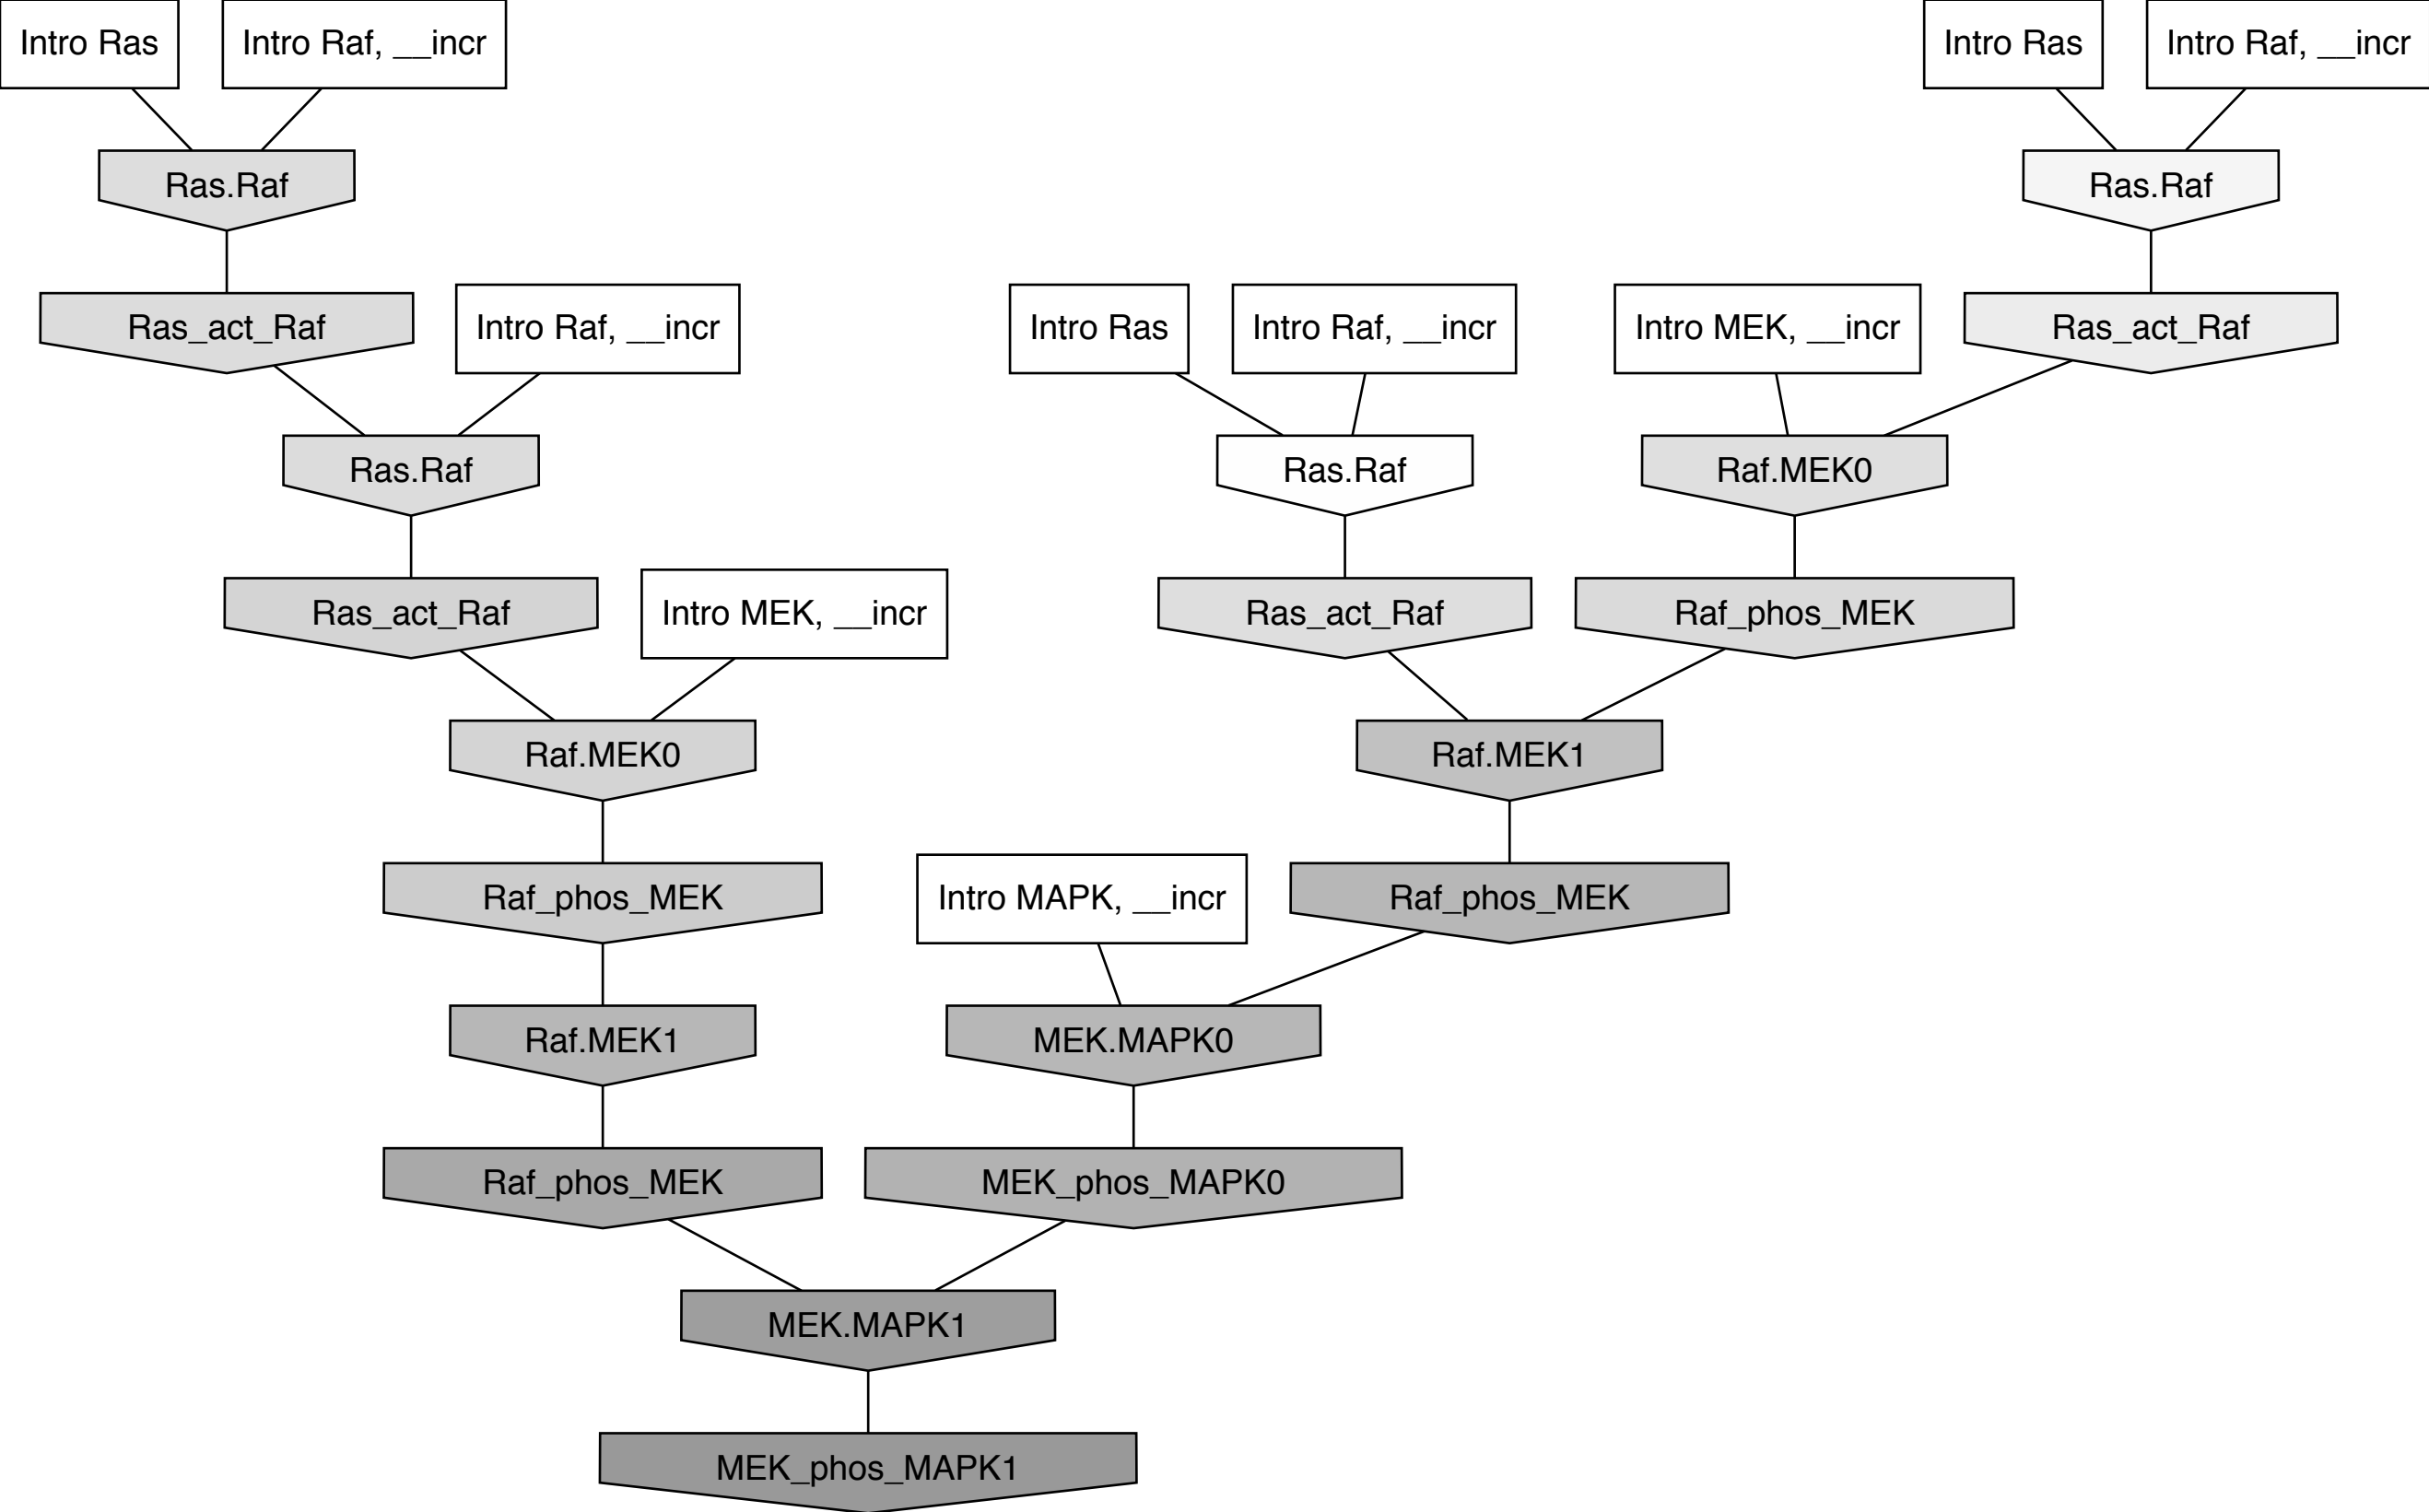 Intro Ras
Intro Raf, __incr
Intro Ras
Intro Raf, __incr
Ras.Raf
Ras.Raf
Ras_act_Raf
Intro Raf, __incr
Intro Ras
Intro Raf, __incr
Intro MEK, __incr
Ras_act_Raf
Ras.Raf
Ras.Raf
Raf.MEK0
Ras_act_Raf
Intro MEK, __incr
Ras_act_Raf
Raf_phos_MEK
Raf.MEK0
Raf.MEK1
Raf_phos_MEK
Intro MAPK, __incr
Raf_phos_MEK
Raf.MEK1
MEK.MAPK0
Raf_phos_MEK
MEK_phos_MAPK0
MEK.MAPK1
MEK_phos_MAPK1